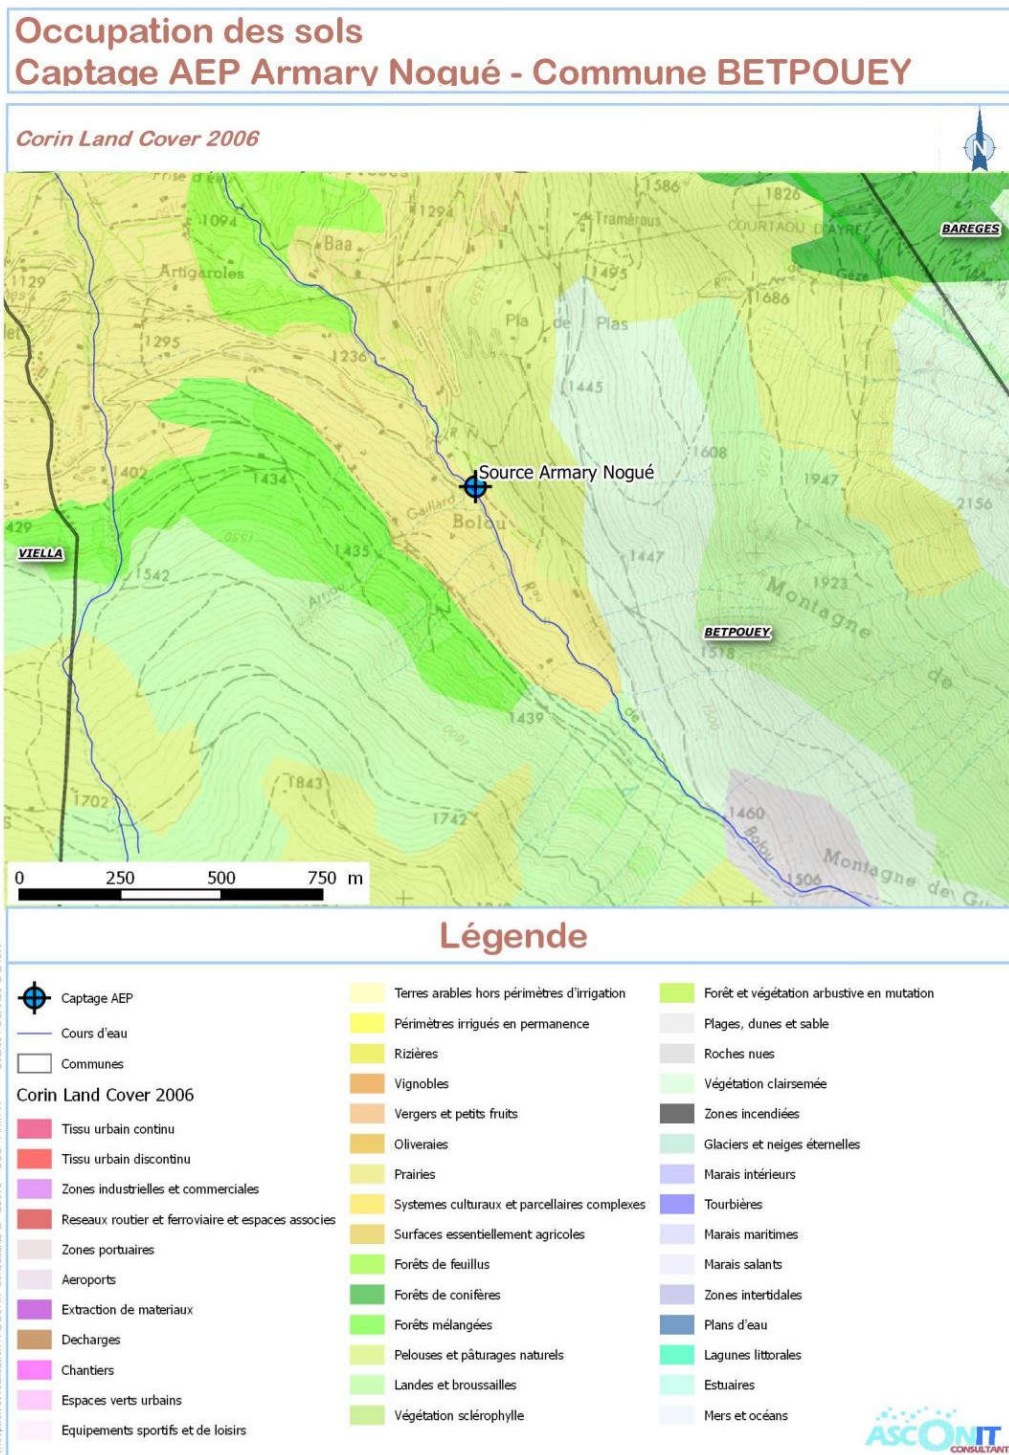 Occupation des sols
Captage AEP Armary Nogué - Commune BETPOUEY
Corin Land Cover 2006
N
1586
1826
1094
1294
Tramérous
COURTAOU D'AYRE
BAREGES
Baa
Artigaroles
1495
Gèze
1129
1686
Pla de Plas
1295
1236
1445
1608
1402
1434
Source Armary Nogué
1947
2156
Gaillard
Bolou
429
VIELLA
1435
1447
1542
1923
Montagne
BETPOUEY
1518
de
1439
de
1843
1702
1742
1460
Bolou
Montagne de Gu
1506
0 250 500 750 m
Légende
Captage AEP
Cours d'eau
Communes
Corin Land Cover 2006
Tissu urbain continu
Tissu urbain discontinu
Zones industrielles et commerciales
Reseaux routier et ferroviaire et espaces associes
Zones portuaires
Aeroports
Extraction de materiaux
Decharges
Chantiers
Espaces verts urbains
Equipements sportifs et de loisirs
Terres arables hors périmètres d'irrigation
Périmètres irrigués en permanence
Rizières
Vignobles
Vergers et petits fruits
Oliveraies
Prairies
Systemes culturaux et parcellaires complexes
Surfaces essentiellement agricoles
Forêts de feuillus
Forêts de conifères
Forêts mélangées
Pelouses et pâturages naturels
Landes et broussailles
Végétation sclérophylle
Forêt et végétation arbustive en mutation
Plages, dunes et sable
Roches nues
Végétation clairsemée
Zones incendiées
Glaciers et neiges éternelles
Marais intérieurs
Tourbières
Marais maritimes
Marais salants
Zones intertidales
Plans d'eau
Lagunes littorales
Estuaires
Mers et océans
ASCONIT
CONSULTANT